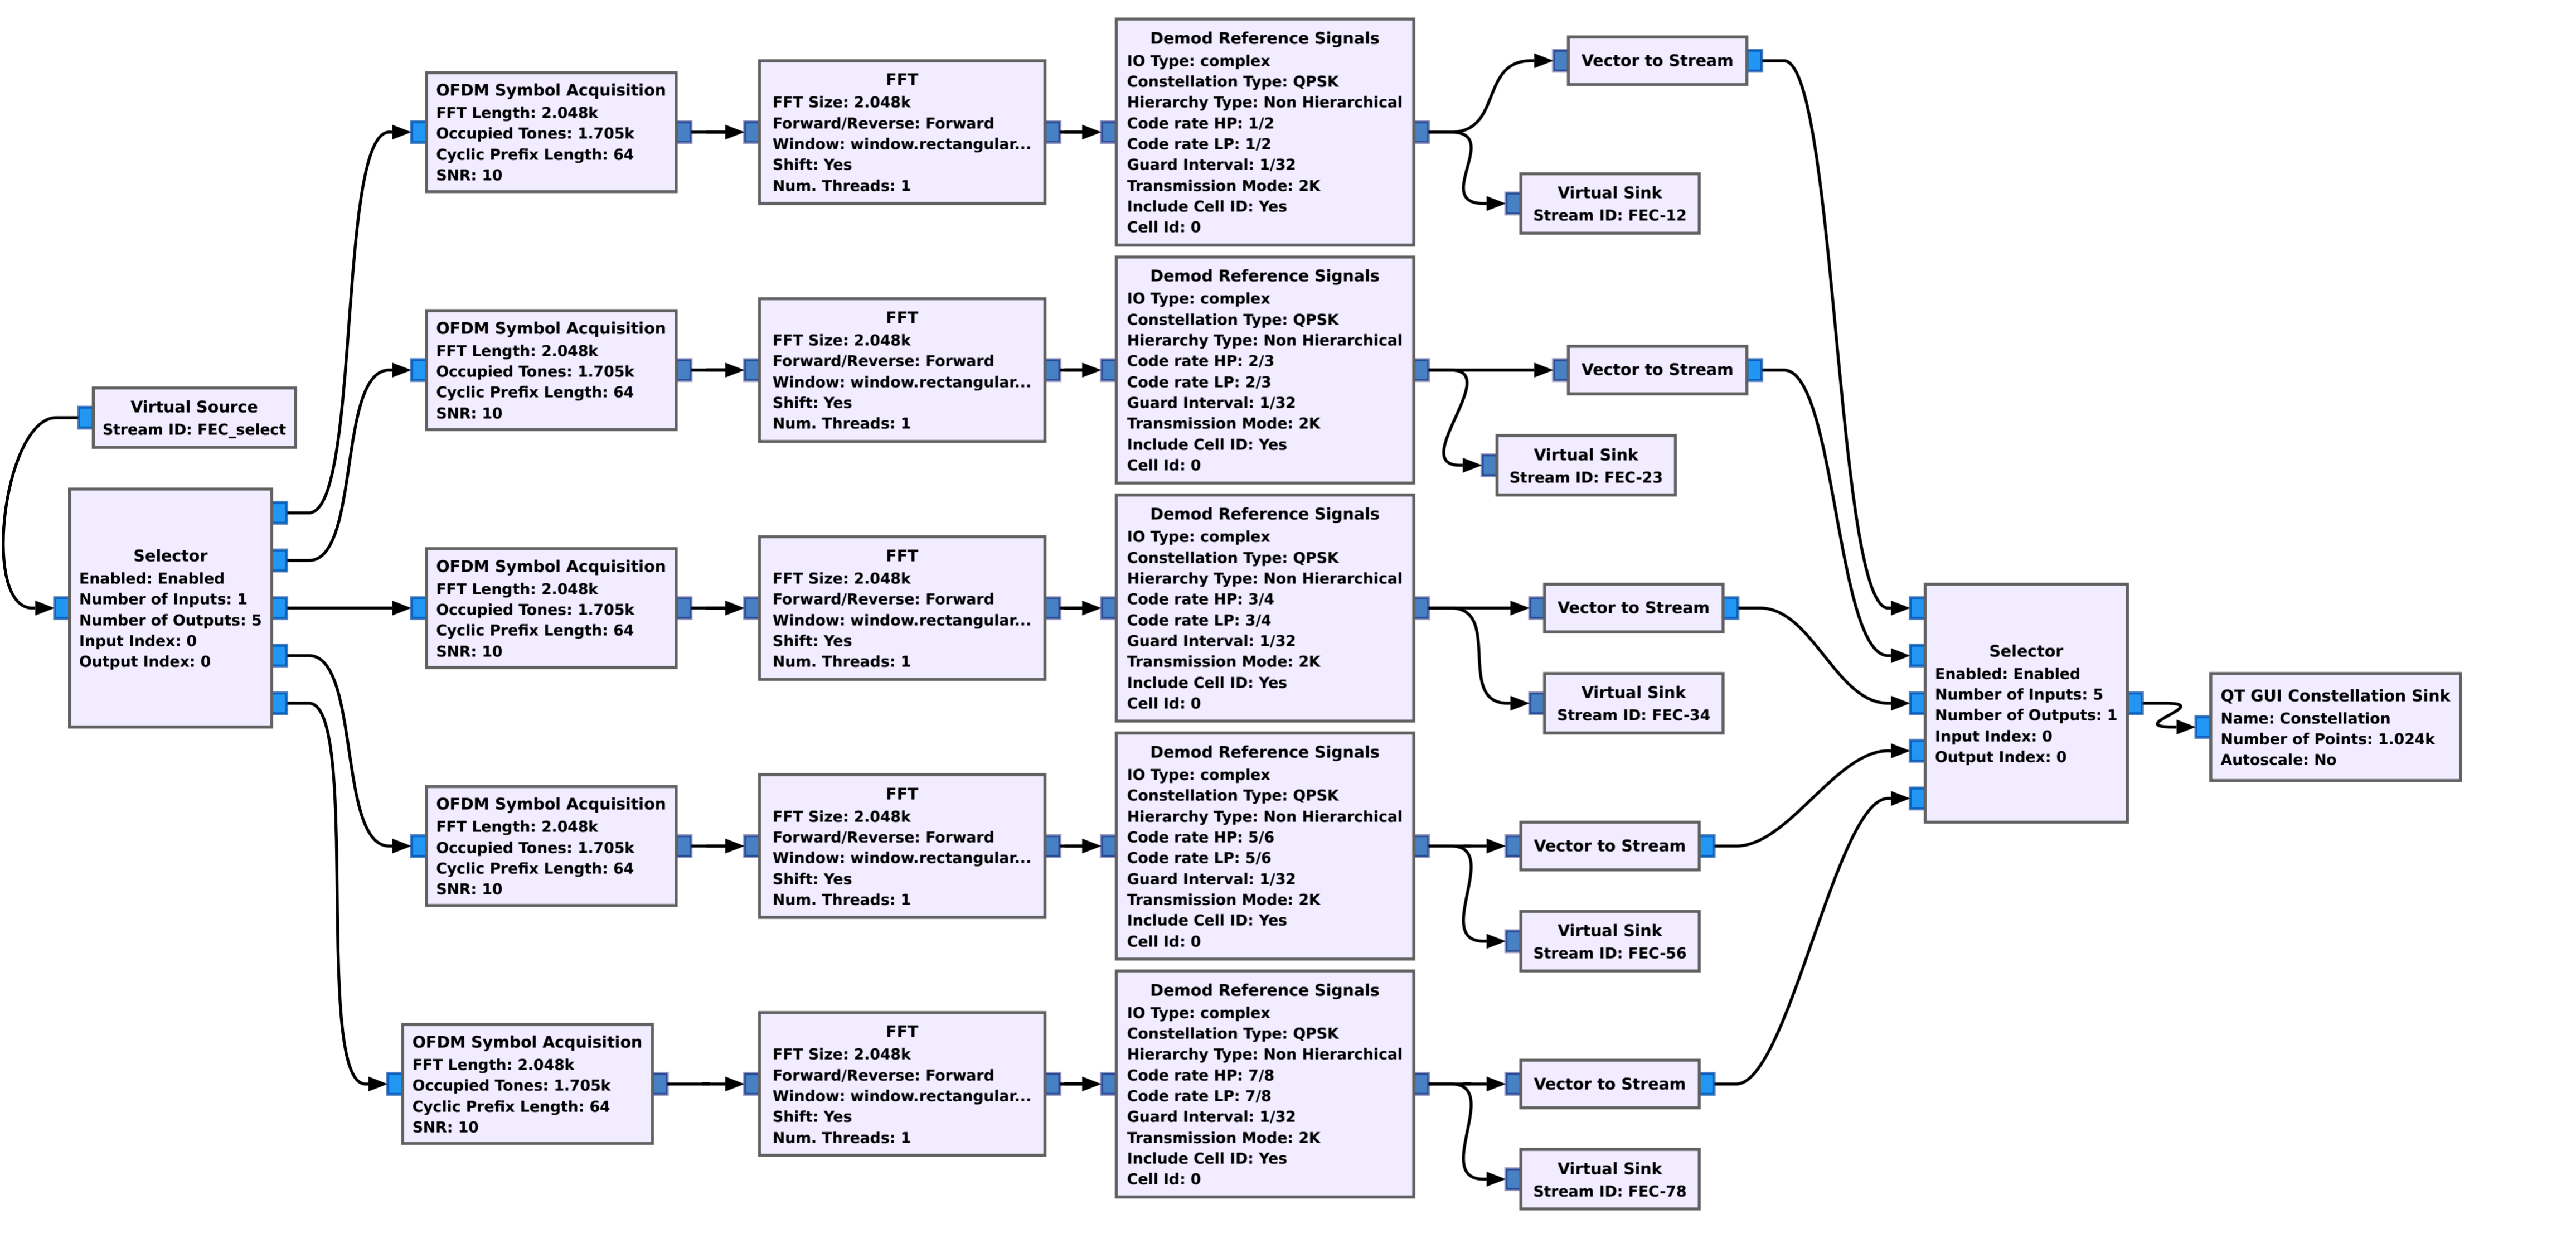 Virtual Source
Stream ID: FEC_select
Selector
Enabled: Enabled
Number of Inputs: 1
Number of Outputs: 5
Input Index: 0
Output Index: 0
OFDM Symbol Acquisition
FFT Length: 2.048k
Occupied Tones: 1.705k
Cyclic Prefix Length: 64
SNR: 10
FFT
FFT Size: 2.048k
Forward/Reverse: Forward
Window: window.rectangular...
Shift: Yes
Num. Threads: 1
Demod Reference Signals
IO Type: complex
Constellation Type: QPSK
Hierarchy Type: Non Hierarchical
Code rate HP: 1/2
Code rate LP: 1/2
Guard Interval: 1/32
Transmission Mode: 2K
Include Cell ID: Yes
Cell Id: 0
Vector to Stream
Virtual Sink
Stream ID: FEC-12
OFDM Symbol Acquisition
FFT Length: 2.048k
Occupied Tones: 1.705k
Cyclic Prefix Length: 64
SNR: 10
FFT
FFT Size: 2.048k
Forward/Reverse: Forward
Window: window.rectangular...
Shift: Yes
Num. Threads: 1
Demod Reference Signals
IO Type: complex
Constellation Type: QPSK
Hierarchy Type: Non Hierarchical
Code rate HP: 2/3
Code rate LP: 2/3
Guard Interval: 1/32
Transmission Mode: 2K
Include Cell ID: Yes
Cell Id: 0
Vector to Stream
Virtual Sink
Stream ID: FEC-23
OFDM Symbol Acquisition
FFT Length: 2.048k
Occupied Tones: 1.705k
Cyclic Prefix Length: 64
SNR: 10
FFT
FFT Size: 2.048k
Forward/Reverse: Forward
Window: window.rectangular...
Shift: Yes
Num. Threads: 1
Demod Reference Signals
IO Type: complex
Constellation Type: QPSK
Hierarchy Type: Non Hierarchical
Code rate HP: 3/4
Code rate LP: 3/4
Guard Interval: 1/32
Transmission Mode: 2K
Include Cell ID: Yes
Cell Id: 0
Vector to Stream
Virtual Sink
Stream ID: FEC-34
OFDM Symbol Acquisition
FFT Length: 2.048k
Occupied Tones: 1.705k
Cyclic Prefix Length: 64
SNR: 10
FFT
FFT Size: 2.048k
Forward/Reverse: Forward
Window: window.rectangular...
Shift: Yes
Num. Threads: 1
Demod Reference Signals
IO Type: complex
Constellation Type: QPSK
Hierarchy Type: Non Hierarchical
Code rate HP: 5/6
Code rate LP: 5/6
Guard Interval: 1/32
Transmission Mode: 2K
Include Cell ID: Yes
Cell Id: 0
Vector to Stream
Virtual Sink
Stream ID: FEC-56
OFDM Symbol Acquisition
FFT Length: 2.048k
Occupied Tones: 1.705k
Cyclic Prefix Length: 64
SNR: 10
FFT
FFT Size: 2.048k
Forward/Reverse: Forward
Window: window.rectangular...
Shift: Yes
Num. Threads: 1
Demod Reference Signals
IO Type: complex
Constellation Type: QPSK
Hierarchy Type: Non Hierarchical
Code rate HP: 7/8
Code rate LP: 7/8
Guard Interval: 1/32
Transmission Mode: 2K
Include Cell ID: Yes
Cell Id: 0
Vector to Stream
Virtual Sink
Stream ID: FEC-78
Selector
Enabled: Enabled
Number of Inputs: 5
Number of Outputs: 1
Input Index: 0
Output Index: 0
QT GUI Constellation Sink
Name: Constellation
Number of Points: 1.024k
Autoscale: No